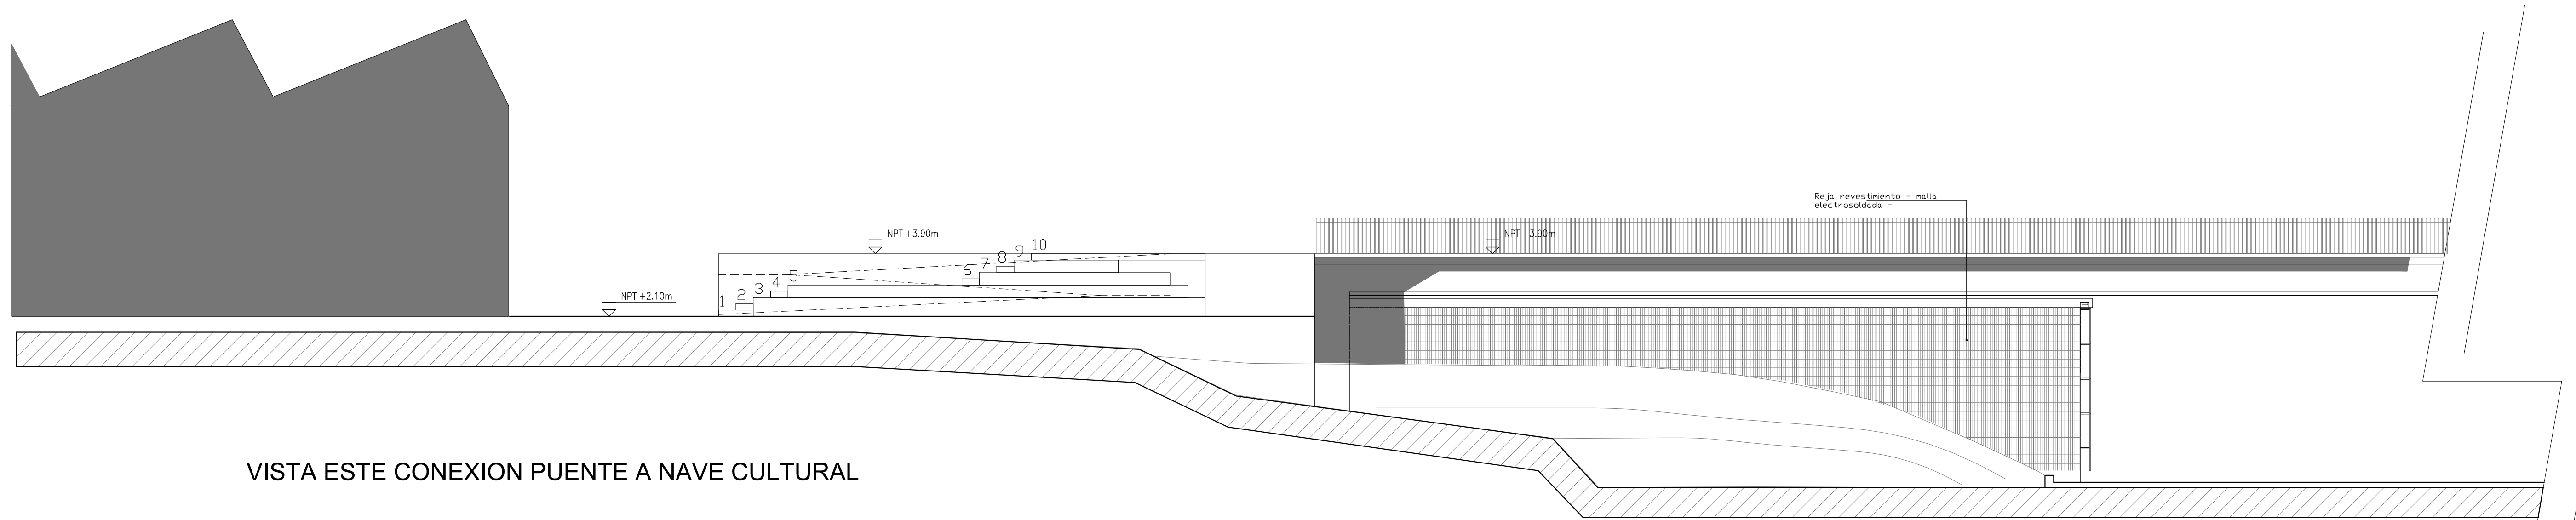 Reja revestimiento - malla
electrosoldada -
NPT +3.90m
NPT +3.90m
10
9
8
7
6
5
4
3
2
1
NPT +2.10m
VISTA ESTE CONEXION PUENTE A NAVE CULTURAL